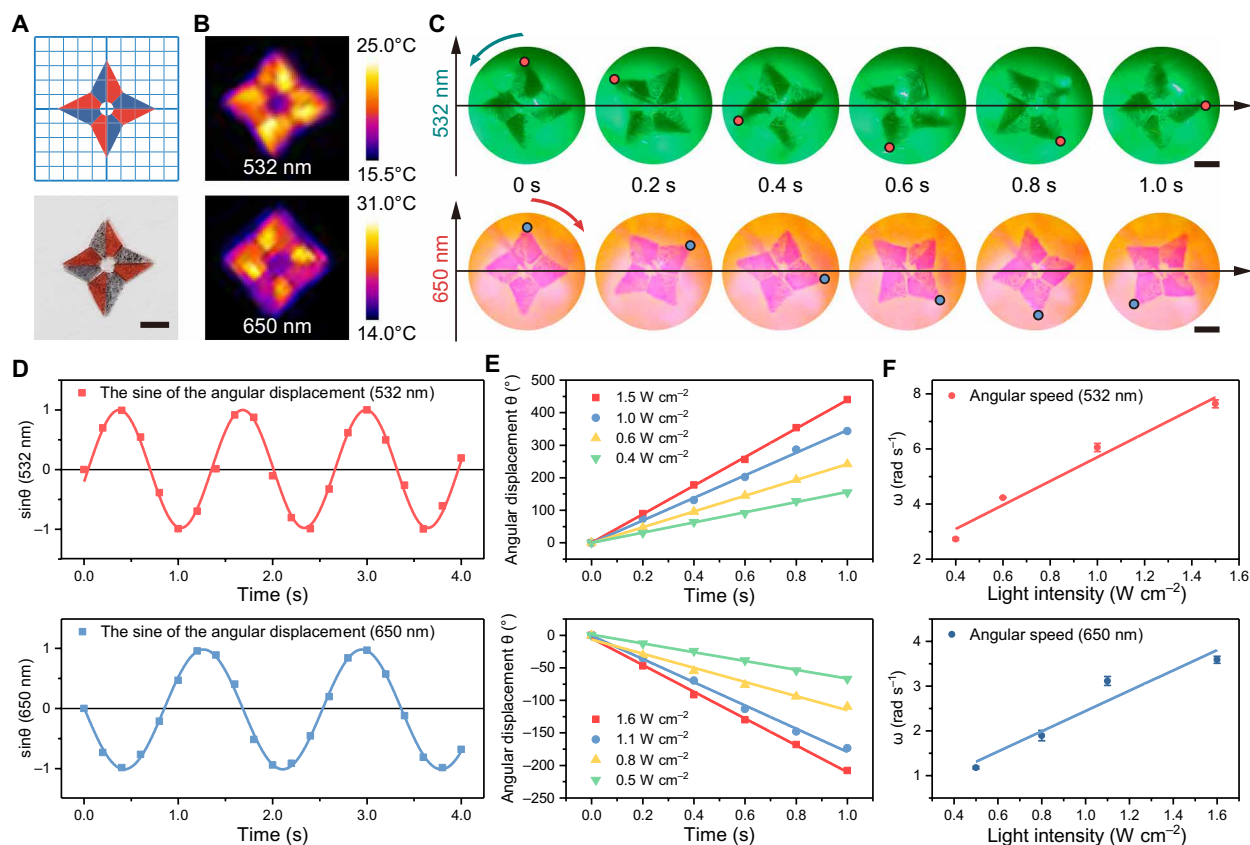 A
B
25.0°C
532 nm
15.5°C
31.0°C
650 nm
14.0°C
C
532 nm
0 s
0.2 s
0.4 s
0.6 s
0.8 s
1.0 s
650 nm
D
The sine of the angular displacement (532 nm)
sinθ (532 nm)
1
0
−1
0.0
1.0
2.0
3.0
4.0
Time (s)
The sine of the angular displacement (650 nm)
sinθ (650 nm)
1
0
−1
0.0
1.0
2.0
3.0
4.0
Time (s)
E
Angular displacement θ (°)
500
400
300
200
100
0
1.5 W cm⁻²
1.0 W cm⁻²
0.6 W cm⁻²
0.4 W cm⁻²
0.0
0.2
0.4
0.6
0.8
1.0
Time (s)
Angular displacement θ (°)
0
−50
−100
−150
−200
−250
1.6 W cm⁻²
1.1 W cm⁻²
0.8 W cm⁻²
0.5 W cm⁻²
0.0
0.2
0.4
0.6
0.8
1.0
Time (s)
F
Angular speed (532 nm)
ω (rad s⁻¹)
8
6
4
2
0.4
0.6
0.8
1.0
1.2
1.4
1.6
Light intensity (W cm⁻²)
Angular speed (650 nm)
ω (rad s⁻¹)
4
3
2
1
0.4
0.6
0.8
1.0
1.2
1.4
1.6
Light intensity (W cm⁻²)